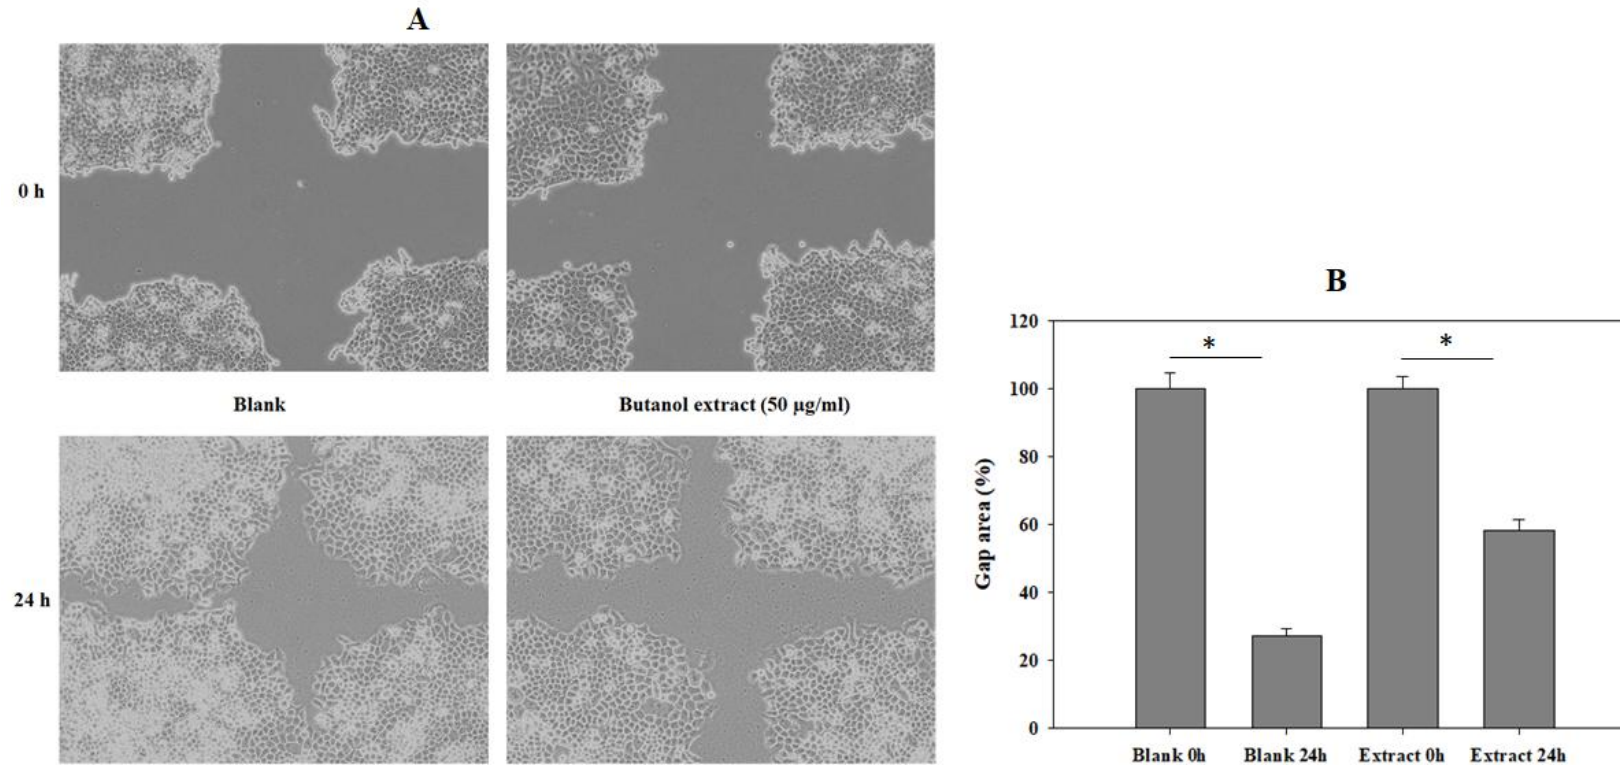 A
0 h
Blank
Butanol extract (50 µg/ml)
24 h
B
120
100
80
60
40
20
0
Gap area (%)
*
*
Blank 0h
Blank 24h
Extract 0h
Extract 24h